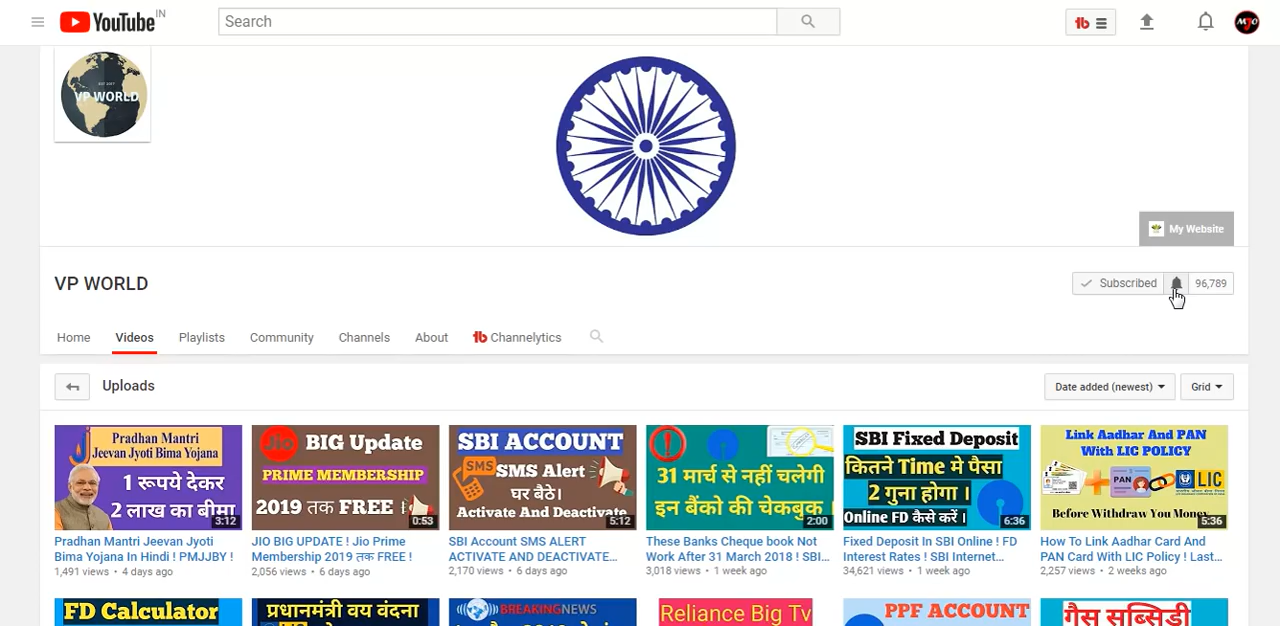 YouTube IN
Search
VP WORLD
My Website
VP WORLD
Subscribed 96,789
Home Videos Playlists Community Channels About Channelytics
Uploads
Date added (newest) Grid
Pradhan Mantri
Jeevan Jyoti Bima Yojana
1 रूपये देकर
2 लाख का बीमा
3:12
Pradhan Mantri Jeevan Jyoti
Bima Yojana In Hindi ! PMJJBY !
1,491 views • 4 days ago
Jio BIG Update
PRIME MEMBERSHIP
2019 तक FREE !
0:53
JIO BIG UPDATE ! Jio Prime
Membership 2019 तक FREE !
2,056 views • 6 days ago
SBI ACCOUNT
SMS SMS Alert
घर बैठे।
Activate And Deactivate
5:12
SBI Account SMS ALERT
ACTIVATE AND DEACTIVATE...
2,170 views • 6 days ago
31 मार्च से नहीं चलेगी
इन बैंको की चेकबुक
2:00
These Banks Cheque book Not
Work After 31 March 2018 ! SBI...
3,018 views • 1 week ago
SBI Fixed Deposit
कितने Time मे पैसा
2 गुना होगा ।
Online FD कैसे करें ।
6:36
Fixed Deposit In SBI Online ! FD
Interest Rates ! SBI Internet...
34,621 views • 1 week ago
Link Aadhar And PAN
With LIC POLICY
PAN LIC
Before Withdraw You Money
5:36
How To Link Aadhar Card And
PAN Card With LIC Policy ! Last...
2,257 views • 2 weeks ago
FD Calculator
प्रधानमंत्री वय वंदना
BREAKING NEWS
Reliance Big Tv
PPF ACCOUNT
गैस सब्सिडी